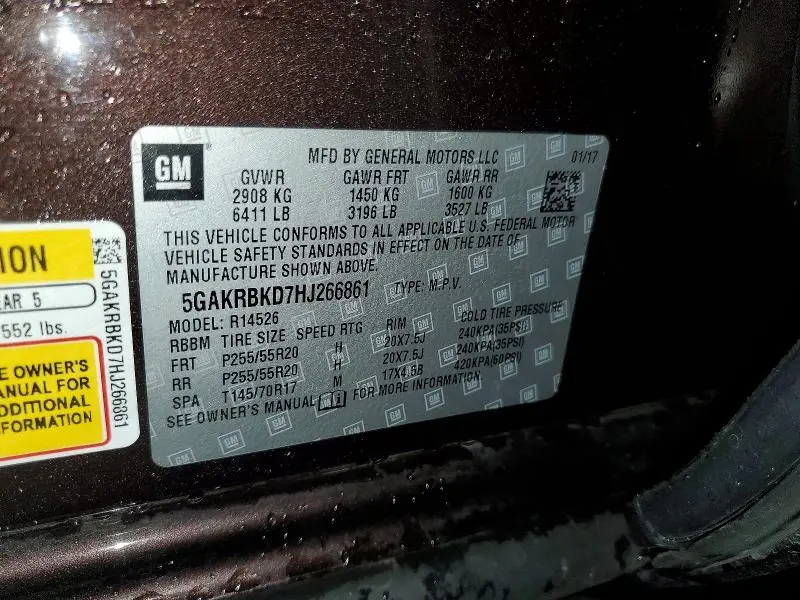 GM
MFD BY GENERAL MOTORS LLC 01/17
GVWR GAWR FRT GAWR RR
2908 KG 1450 KG 1600 KG
6411 LB 3196 LB 3527 LB
THIS VEHICLE CONFORMS TO ALL APPLICABLE U.S. FEDERAL MOTOR
VEHICLE SAFETY STANDARDS IN EFFECT ON THE DATE OF
MANUFACTURE SHOWN ABOVE.
5GAKRBKD7HJ266861 TYPE: M.P.V.
MODEL: R14526
RBBM TIRE SIZE SPEED RTG RIM COLD TIRE PRESSURE
FRT P255/55R20 H 20X7.5J 240KPA(35PSI)
RR P255/55R20 H 20X7.5J 240KPA(35PSI)
SPA T145/70R17 M 17X4.5B 420KPA(60PSI)
SEE OWNER'S MANUAL FOR MORE INFORMATION.
ION
EAR 5
552 lbs.
E OWNER'S
ANUAL FOR
DDITIONAL
FORMATION
5GAKRBKD7HJ266861